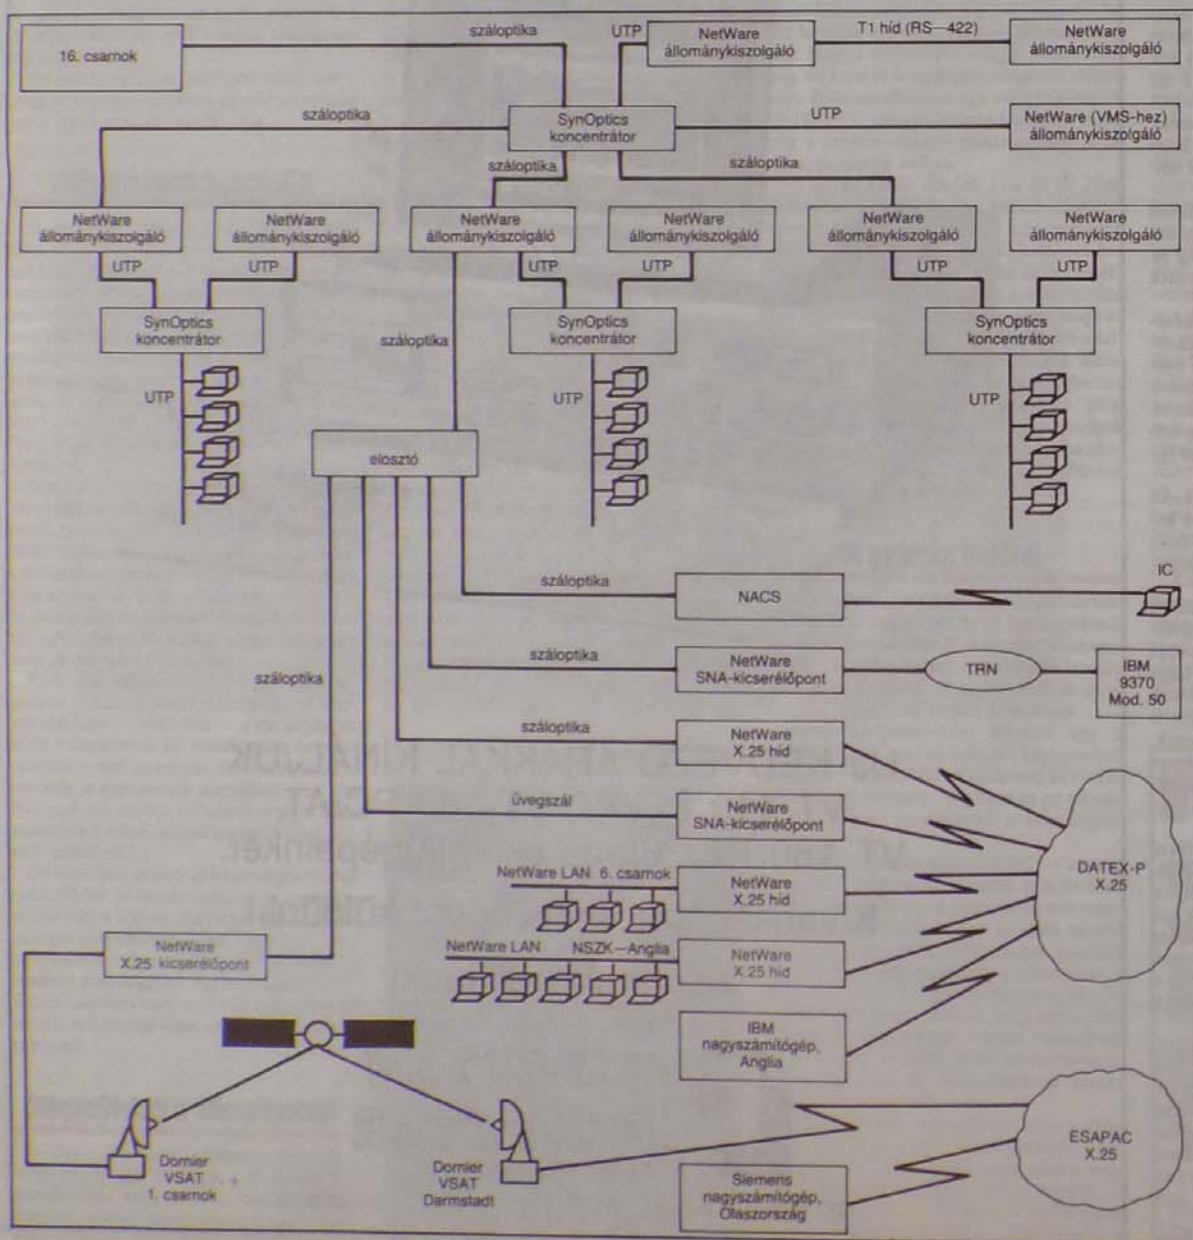 16. csarnok
száloptika
UTP
NetWare
állománykiszolgáló
T1 híd (RS—422)
NetWare
állománykiszolgáló
száloptika
SynOptics
koncentrátor
UTP
NetWare (VMS-hez)
állománykiszolgáló
száloptika
száloptika
NetWare
állománykiszolgáló
NetWare
állománykiszolgáló
NetWare
állománykiszolgáló
NetWare
állománykiszolgáló
NetWare
állománykiszolgáló
NetWare
állománykiszolgáló
UTP
UTP
UTP
UTP
UTP
UTP
SynOptics
koncentrátor
száloptika
SynOptics
koncentrátor
SynOptics
koncentrátor
UTP
UTP
UTP
elosztó
száloptika
NACS
IC
száloptika
száloptika
NetWare
SNA-kicserélőpont
TRN
IBM
9370
Mod. 50
száloptika
NetWare
X.25 híd
üvegszál
NetWare
SNA-kicserélőpont
DATEX-P
X.25
NetWare LAN 6. csarnok
NetWare
X.25 híd
NetWare LAN NSZK—Anglia
NetWare
X.25 híd
NetWare
X.25 kicserélőpont
IBM
nagyszámítógép,
Anglia
ESAPAC
X.25
Dornier
VSAT
1. csarnok
Dornier
VSAT
Darmstadt
Siemens
nagyszámítógép,
Olaszország